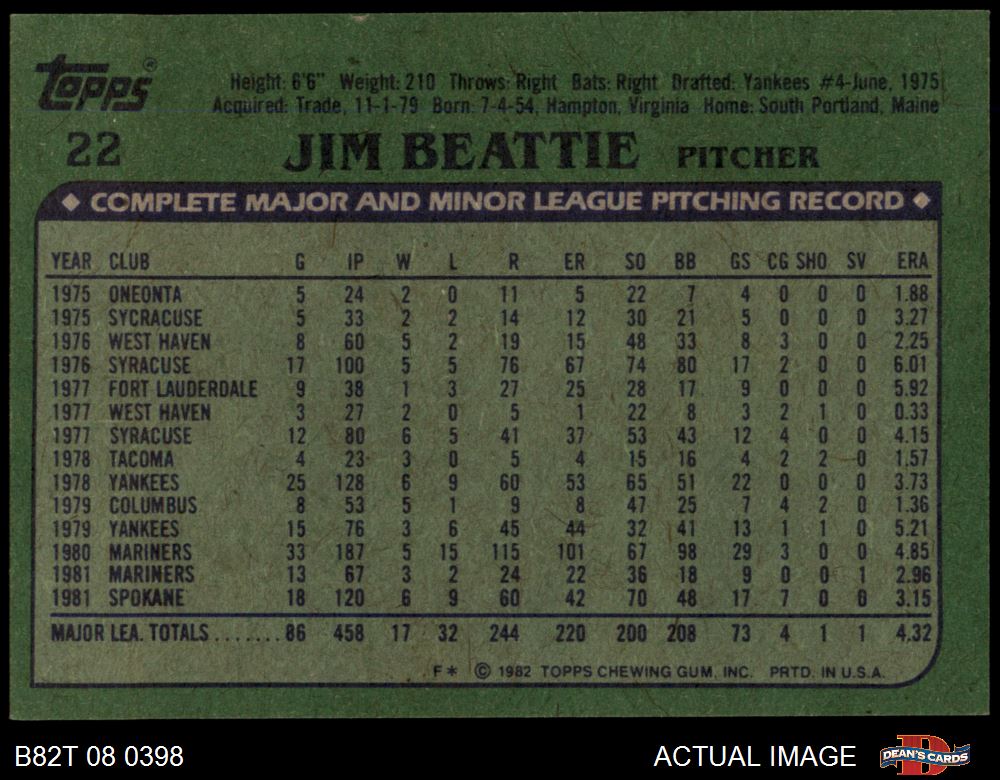 Topps®
Height: 6'6" Weight: 210 Throws: Right Bats: Right Drafted: Yankees #4-June, 1975
Acquired: Trade, 11-1-79 Born: 7-4-54, Hampton, Virginia Home: South Portland, Maine
22 JIM BEATTIE PITCHER
◆ COMPLETE MAJOR AND MINOR LEAGUE PITCHING RECORD ◆
YEAR CLUB G IP W L R ER SO BB GS CG SHO SV ERA
1975 ONEONTA 5 24 2 0 11 5 22 7 4 0 0 0 1.88
1975 SYCRACUSE 5 33 2 2 14 12 30 21 5 0 0 0 3.27
1976 WEST HAVEN 8 60 5 2 19 15 48 33 8 3 0 0 2.25
1976 SYRACUSE 17 100 5 5 76 67 74 80 17 2 0 0 6.01
1977 FORT LAUDERDALE 9 38 1 3 27 25 28 17 9 0 0 0 5.92
1977 WEST HAVEN 3 27 2 0 5 1 22 8 3 2 1 0 0.33
1977 SYRACUSE 12 80 6 5 41 37 53 43 12 4 0 0 4.15
1978 TACOMA 4 23 3 0 5 4 15 16 4 2 2 0 1.57
1978 YANKEES 25 128 6 9 60 53 65 51 22 0 0 0 3.73
1979 COLUMBUS 8 53 5 1 9 8 47 25 7 4 2 0 1.36
1979 YANKEES 15 76 3 6 45 44 32 41 13 1 1 0 5.21
1980 MARINERS 33 187 5 15 115 101 67 98 29 3 0 0 4.85
1981 MARINERS 13 67 3 2 24 22 36 18 9 0 0 1 2.96
1981 SPOKANE 18 120 6 9 60 42 70 48 17 7 0 0 3.15
MAJOR LEA. TOTALS....... 86 458 17 32 244 220 200 208 73 4 1 1 4.32
F* © 1982 TOPPS CHEWING GUM, INC. PRTD. IN U.S.A.
B82T 08 0398 ACTUAL IMAGE DEAN'S CARDS